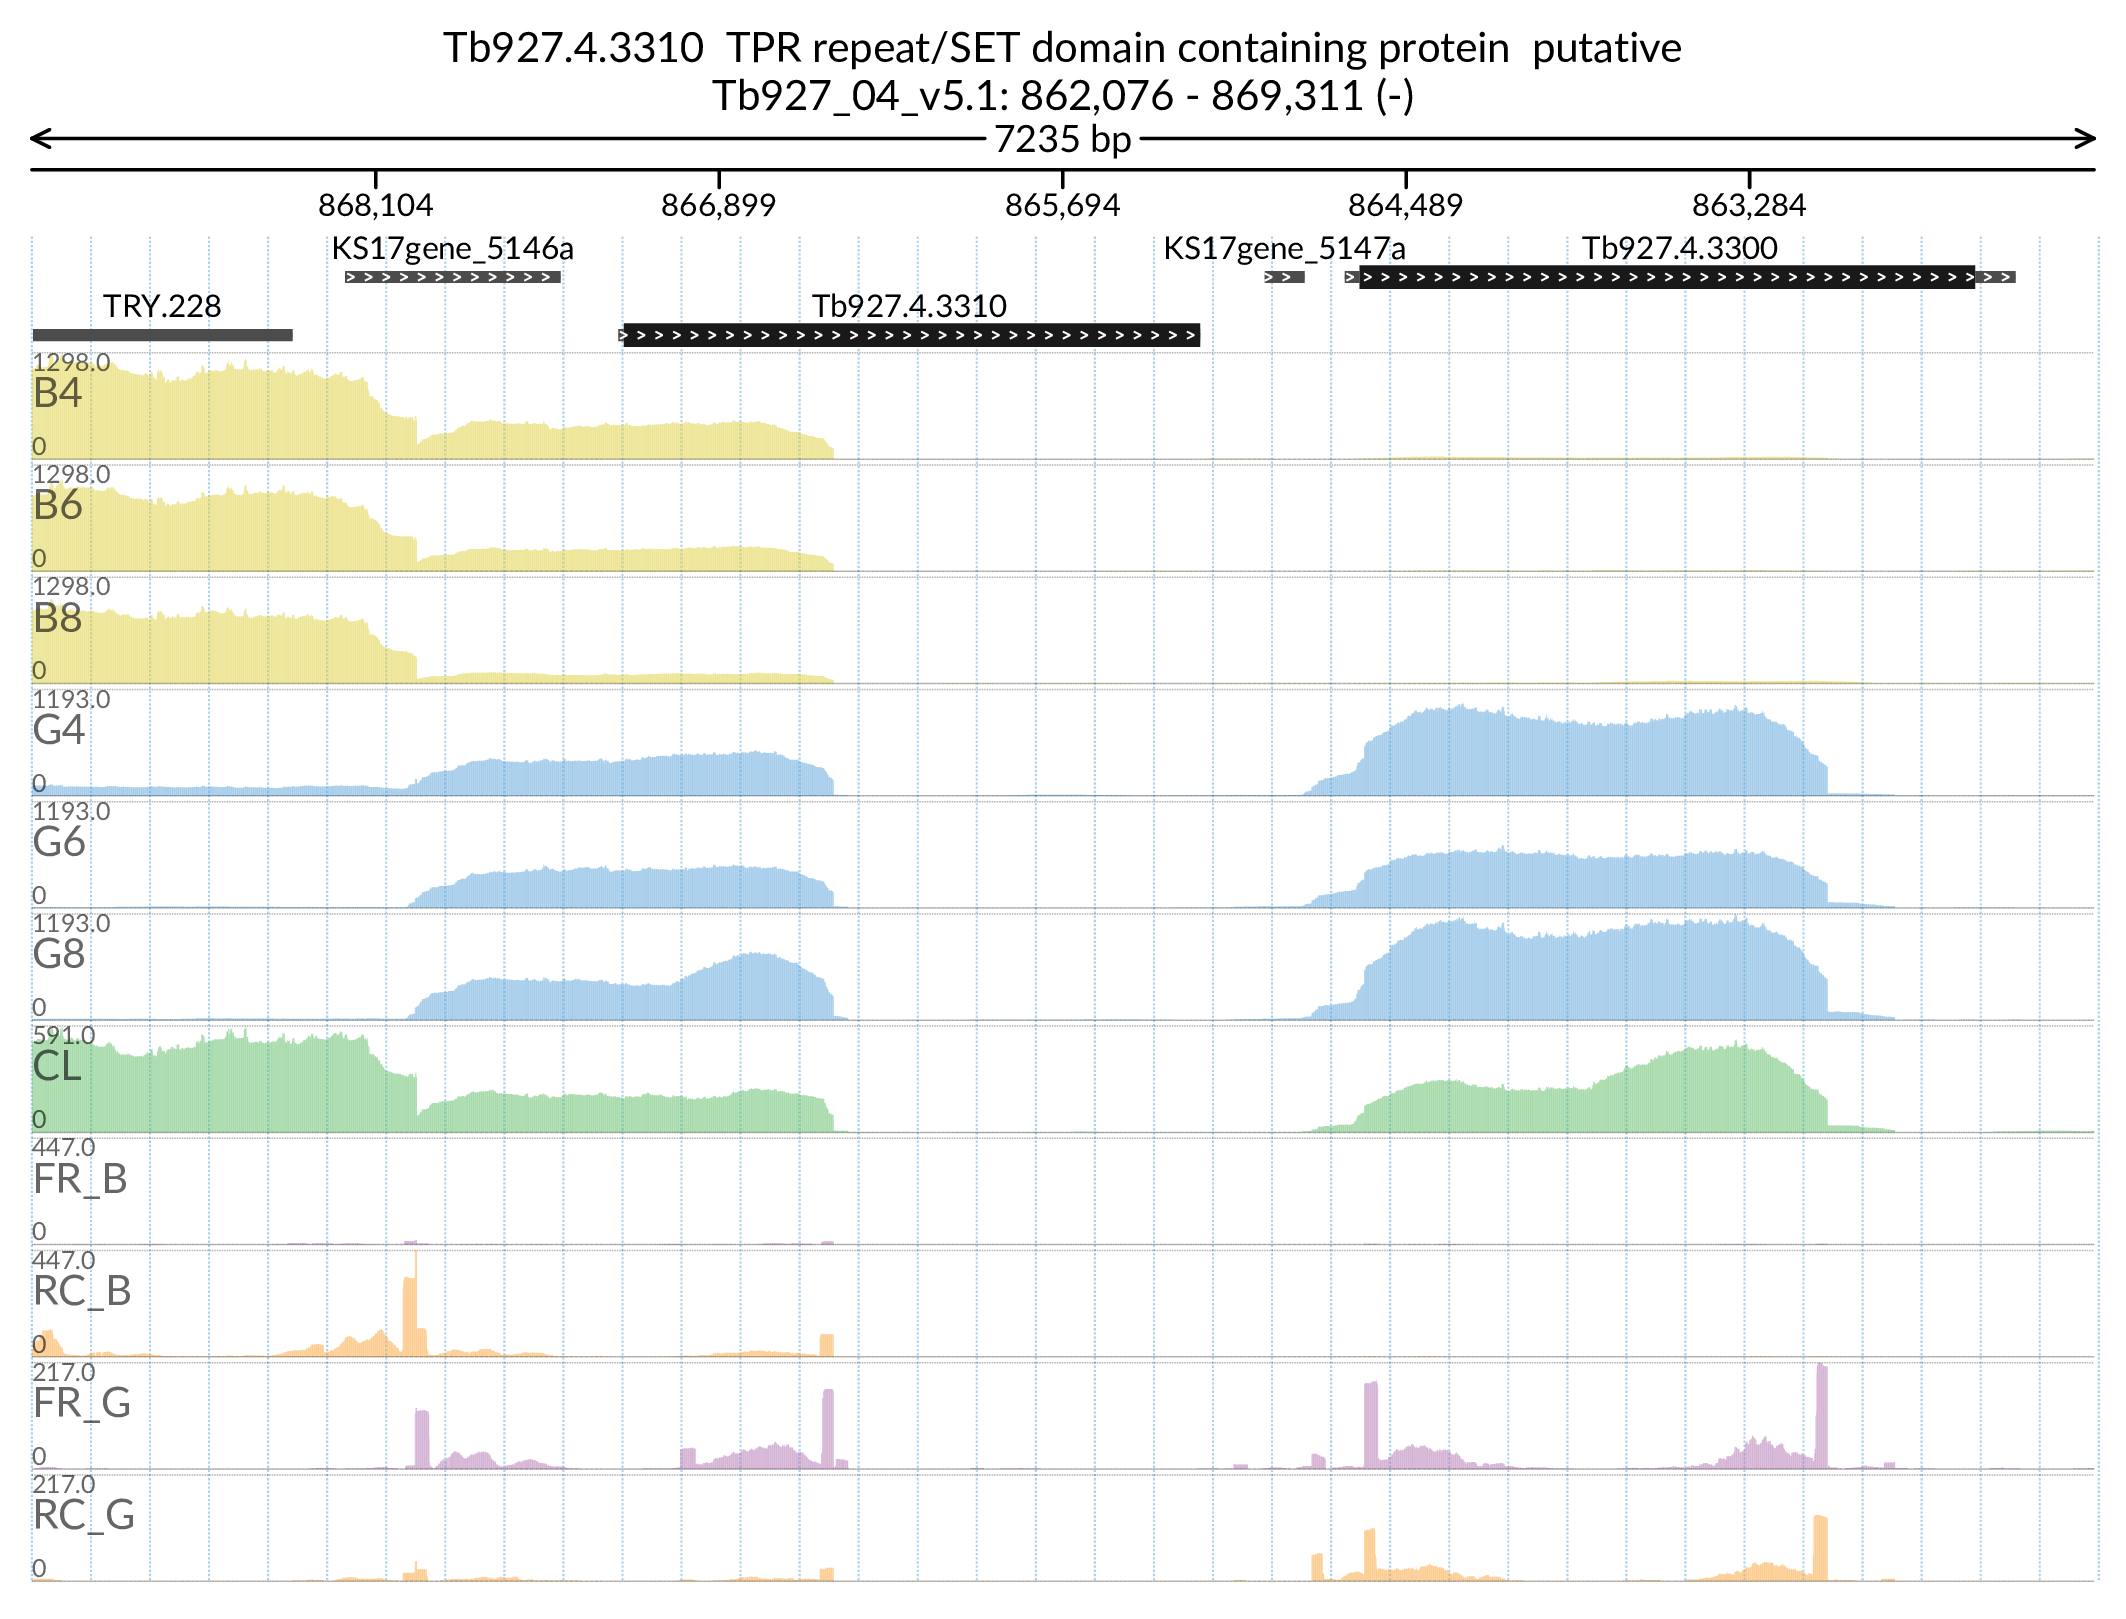 Tb927.4.3310  TPR repeat/SET domain containing protein  putative
Tb927_04_v5.1: 862,076 - 869,311 (-)
7235 bp
868,104 866,899 865,694 864,489 863,284
KS17gene_5146a KS17gene_5147a Tb927.4.3300
TRY.228 Tb927.4.3310
1298.0
B4
0
1298.0
B6
0
1298.0
B8
0
1193.0
G4
0
1193.0
G6
0
1193.0
G8
0
591.0
CL
0
447.0
FR_B
0
447.0
RC_B
0
217.0
FR_G
0
217.0
RC_G
0